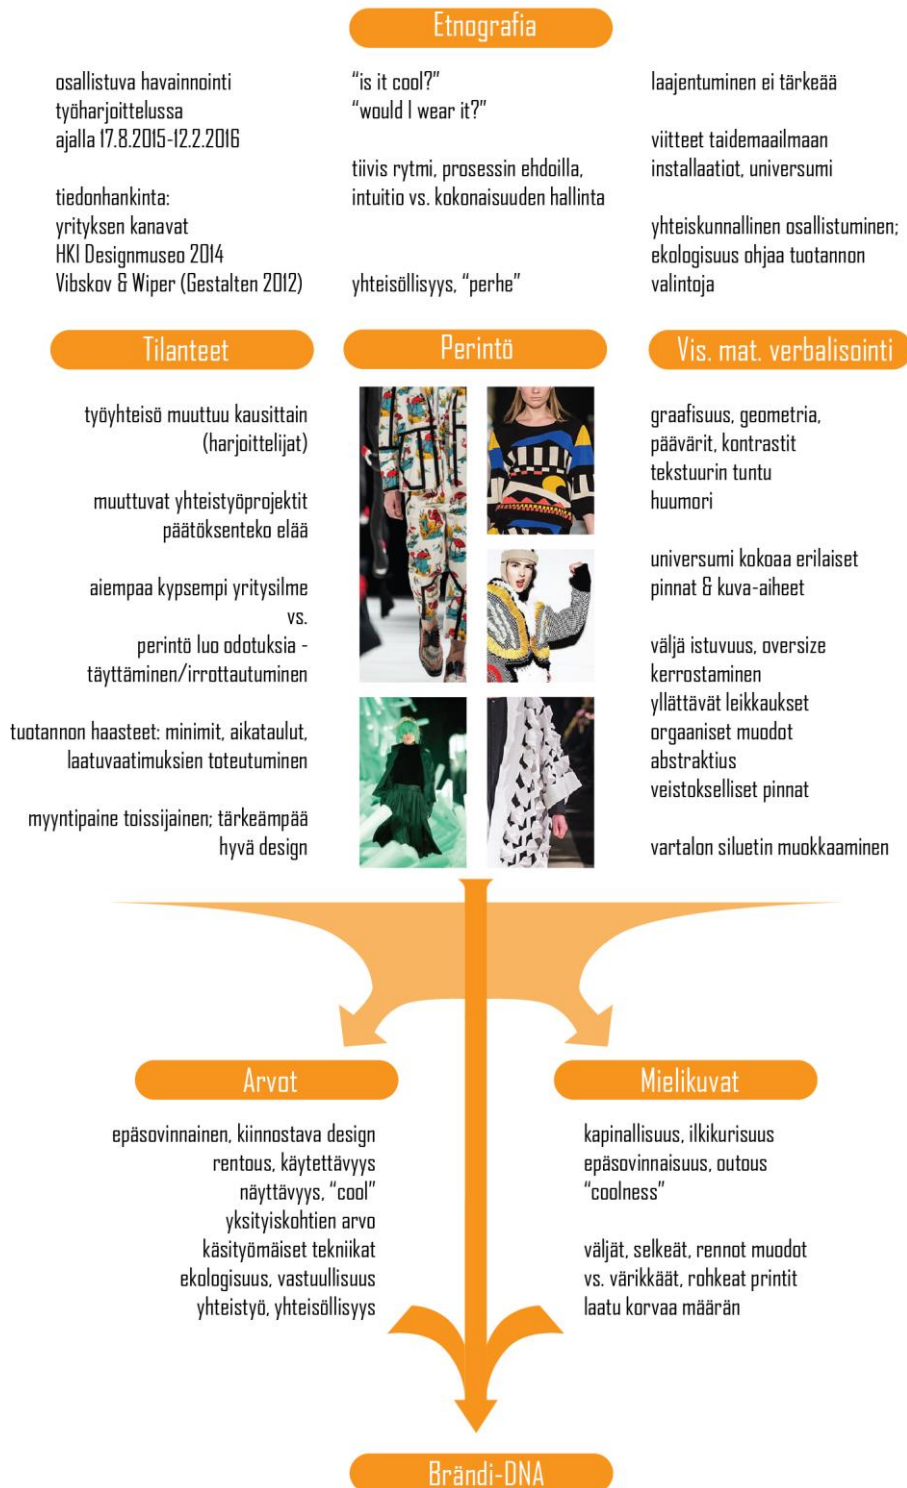 Etnografia
osallistuva havainnointi
työharjoittelussa
ajalla 17.8.2015-12.2.2016
tiedonhankinta:
yrityksen kanavat
HKI Designmuseo 2014
Vibskov & Wiper (Gestalten 2012)
"is it cool?"
"would I wear it?"
tiivis rytmi, prosessin ehdoilla,
intuitio vs. kokonaisuuden hallinta
yhteisöllisyys, "perhe"
laajentuminen ei tärkeää
viitteet taidemaailmaan
installaatiot, universumi
yhteiskunnallinen osallistuminen;
ekologisuus ohjaa tuotannon
valintoja
Tilanteet
työyhteisö muuttuu kausittain
(harjoittelijat)
muuttuvat yhteistyöprojektit
päätöksenteko elää
aiempaa kypsempi yritysilme
vs.
perintö luo odotuksia -
täyttäminen/irrottautuminen
tuotannon haasteet: minimit, aikataulut,
laatuvaatimuksien toteutuminen
myyntipaine toissijainen; tärkeämpää
hyvä design
Perintö
Vis. mat. verbalisointi
graafisuus, geometria,
päävärit, kontrastit
tekstuurin tuntu
huumori
universumi kokoaa erilaiset
pinnat & kuva-aiheet
väljä istuvuus, oversize
kerrostaminen
yllättävät leikkaukset
orgaaniset muodot
abstraktius
veistokselliset pinnat
vartalon siluetin muokkaaminen
Arvot
epäsovinnainen, kiinnostava design
rentous, käytettävyys
näyttävyys, "cool"
yksityiskohtien arvo
käsityömäiset tekniikat
ekologisuus, vastuullisuus
yhteistyö, yhteisöllisyys
Mielikuvat
kapinallisuus, ilkikurisuus
epäsovinnaisuus, outous
"coolness"
väljät, selkeät, rennot muodot
vs. värikkäät, rohkeat printit
laatu korvaa määrän
Brändi-DNA